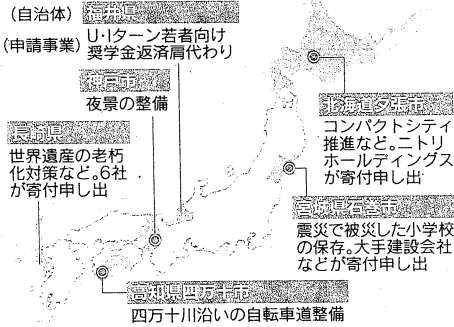 (自治体)
福井県
(申請事業)
U・Iターン若者向け
奨学金返済肩代わり
神戸市
夜景の整備
長崎県
世界遺産の老朽
化対策など。6社
が寄付申し出
北海道夕張市
コンパクトシティ
推進など。ニトリ
ホールディングス
が寄付申し出
宮城県石巻市
震災で被災した小学校
の保存。大手建設会社
などが寄付申し出
高知県四万十市
四万十川沿いの自転車道整備